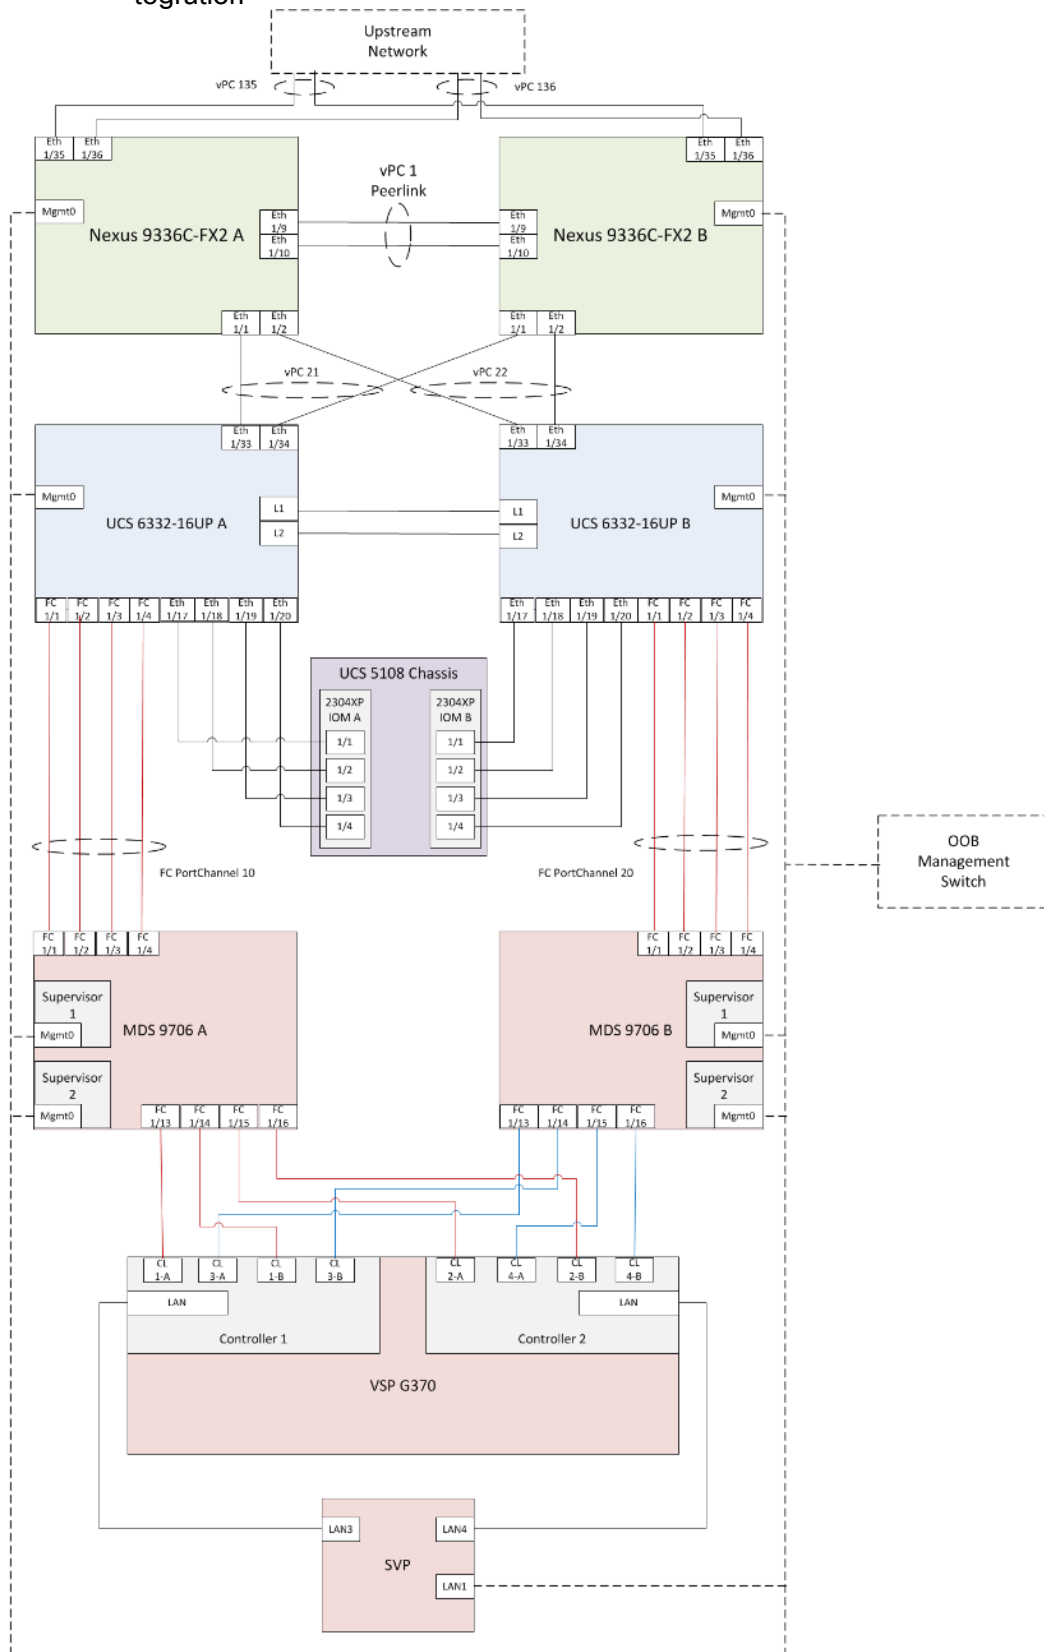 tegration
Upstream
Network
vPC 135
vPC 136
Eth
1/35
Eth
1/36
Eth
1/35
Eth
1/36
vPC 1
Peerlink
Mgmt0
Mgmt0
Eth
1/9
Eth
1/10
Eth
1/9
Eth
1/10
Nexus 9336C-FX2 A
Nexus 9336C-FX2 B
Eth
1/1
Eth
1/2
Eth
1/1
Eth
1/2
vPC 21
vPC 22
Eth
1/33
Eth
1/34
Eth
1/33
Eth
1/34
Mgmt0
Mgmt0
L1
L2
L1
L2
UCS 6332-16UP A
UCS 6332-16UP B
FC
1/1
FC
1/2
FC
1/3
FC
1/4
Eth
1/17
Eth
1/18
Eth
1/19
Eth
1/20
Eth
1/17
Eth
1/18
Eth
1/19
Eth
1/20
FC
1/1
FC
1/2
FC
1/3
FC
1/4
UCS 5108 Chassis
2304XP
IOM A
2304XP
IOM B
1/1
1/1
1/2
1/2
1/3
1/3
1/4
1/4
FC PortChannel 10
FC PortChannel 20
OOB
Management
Switch
FC
1/1
FC
1/2
FC
1/3
FC
1/4
FC
1/1
FC
1/2
FC
1/3
FC
1/4
Supervisor
1
Mgmt0
Supervisor
1
Mgmt0
MDS 9706 A
MDS 9706 B
Supervisor
2
Mgmt0
Supervisor
2
Mgmt0
FC
1/13
FC
1/14
FC
1/15
FC
1/16
FC
1/13
FC
1/14
FC
1/15
FC
1/16
CL
1-A
CL
3-A
CL
1-B
CL
3-B
CL
2-A
CL
4-A
CL
2-B
CL
4-B
LAN
LAN
Controller 1
Controller 2
VSP G370
LAN3
LAN4
SVP
LAN1